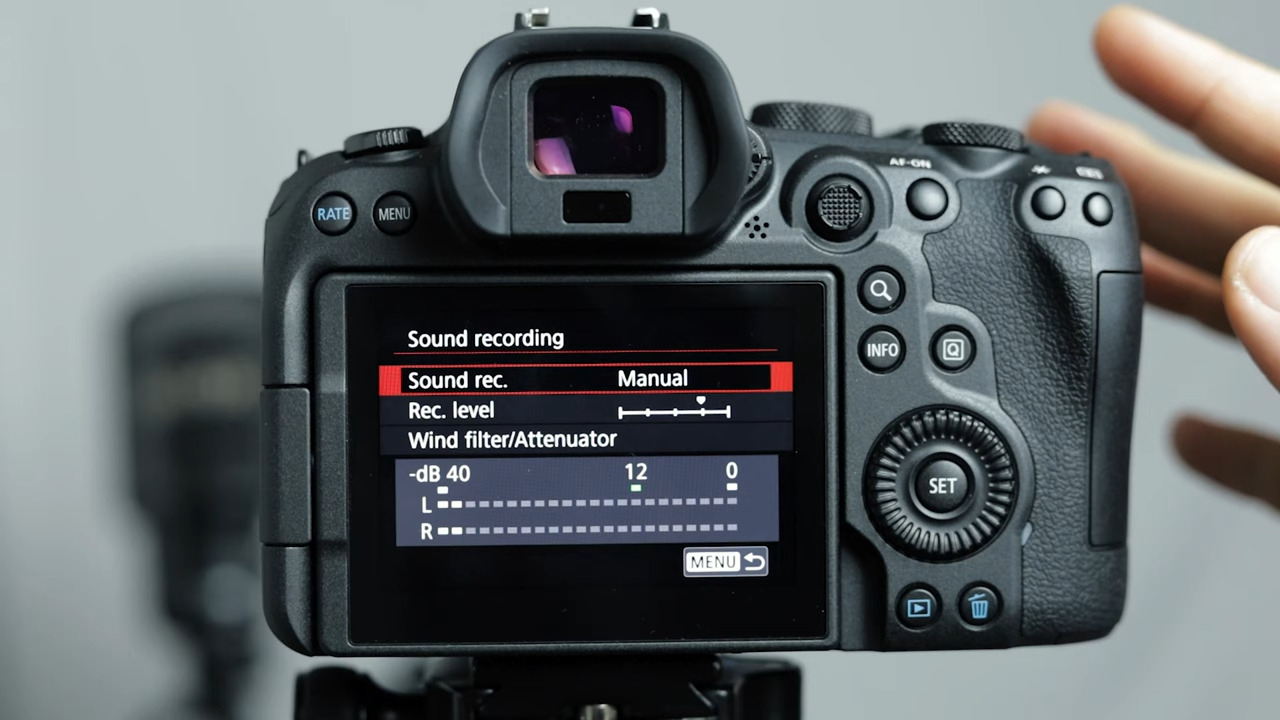 AF-ON
RATE
MENU
Sound recording
Sound rec. Manual
Rec. level
Wind filter/Attenuator
-dB 40 12 0
L
R
MENU
INFO
Q
SET